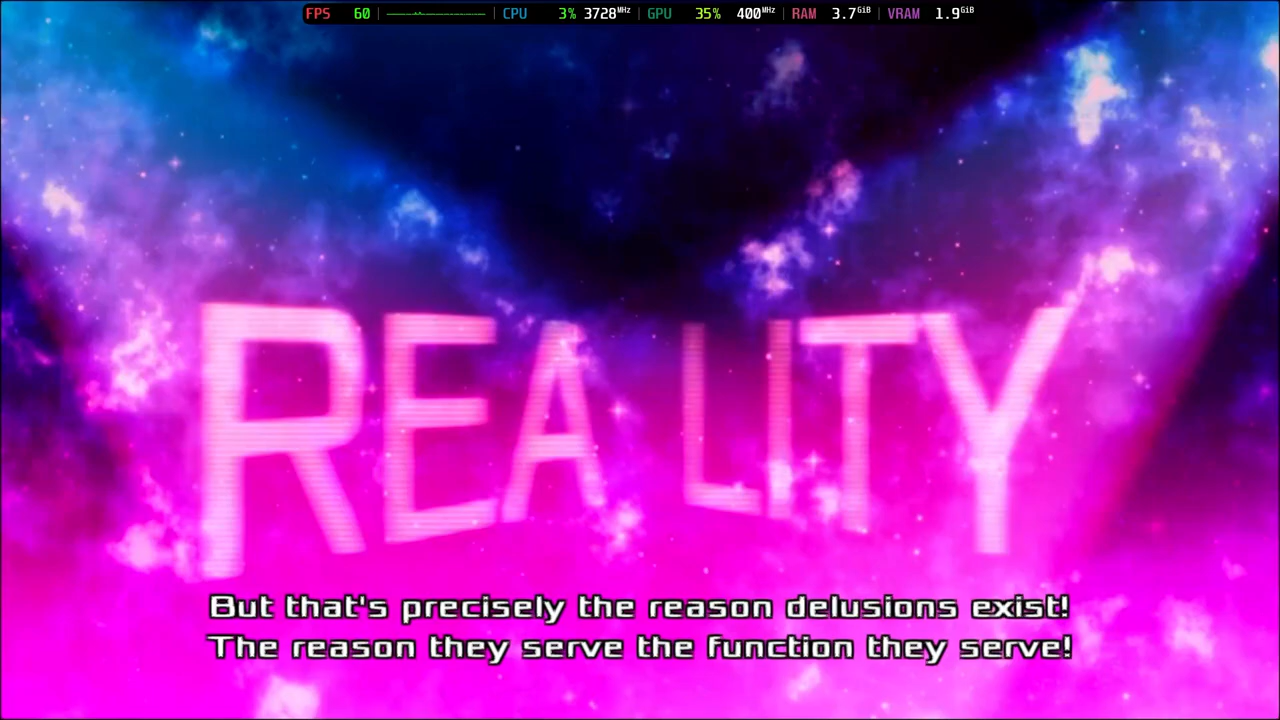 FPS 60 CPU 3% 3728MHz GPU 35% 400MHz RAM 3.7GiB VRAM 1.9GiB
REALITY
But that's precisely the reason delusions exist!
The reason they serve the function they serve!